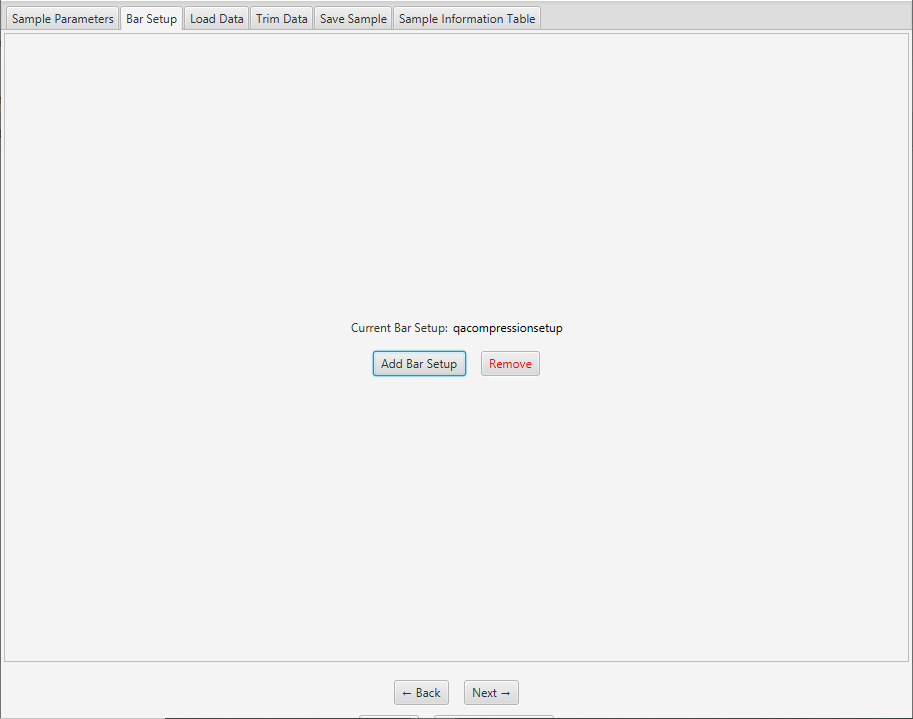 Sample Parameters Bar Setup Load Data Trim Data Save Sample Sample Information Table
Current Bar Setup: qacompressionsetup
Add Bar Setup Remove
← Back Next →